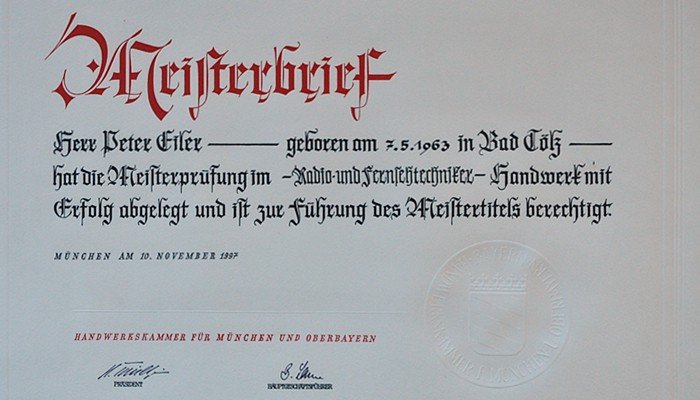 Meisterbrief
Herr Peter Eiler — geboren am 7.5.1963 in Bad Tölz —
hat die Meisterprüfung im -Radio-und Fernsehtechniker- Handwerk mit
Erfolg abgelegt und ist zur Führung des Meistertitels berechtigt.
MÜNCHEN AM 10. NOVEMBER 1997
HANDWERKSKAMMER FÜR MÜNCHEN UND OBERBAYERN
PRÄSIDENT
HAUPTGESCHÄFTSFÜHRER